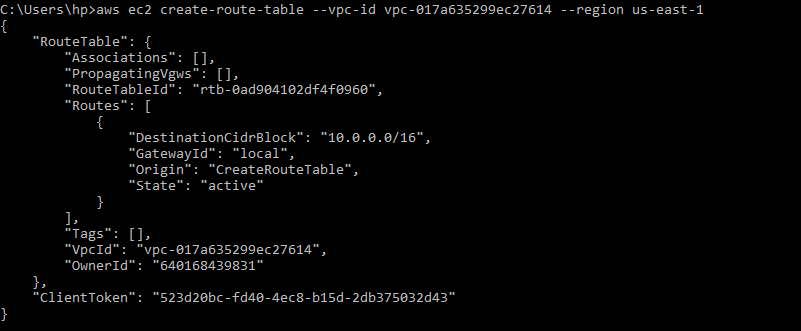 C:\Users\hp>aws ec2 create-route-table --vpc-id vpc-017a635299ec27614 --region us-east-1
{
    "RouteTable": {
        "Associations": [],
        "PropagatingVgws": [],
        "RouteTableId": "rtb-0ad904102df4f0960",
        "Routes": [
            {
                "DestinationCidrBlock": "10.0.0.0/16",
                "GatewayId": "local",
                "Origin": "CreateRouteTable",
                "State": "active"
            }
        ],
        "Tags": [],
        "VpcId": "vpc-017a635299ec27614",
        "OwnerId": "640168439831"
    },
    "ClientToken": "523d20bc-fd40-4ec8-b15d-2db375032d43"
}